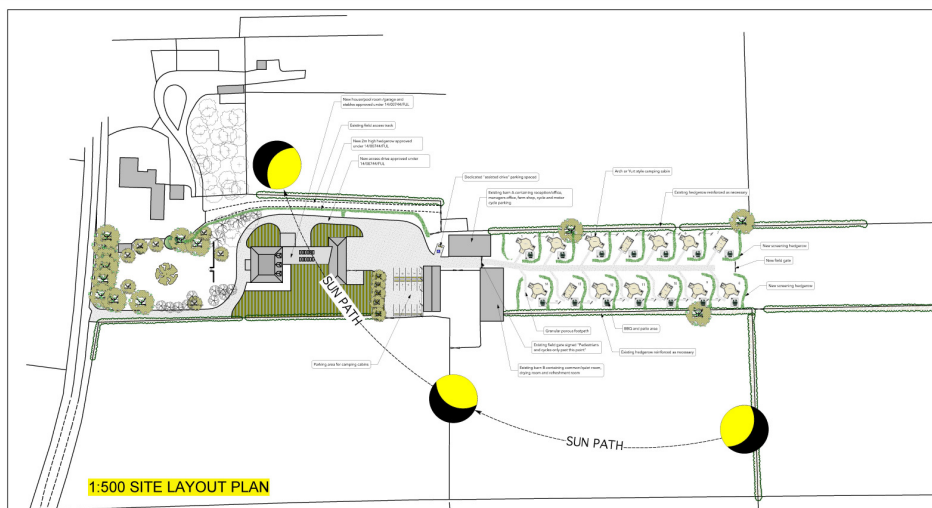 New house/pool room /garage and
stables approved under 14/00744/FUL
Existing field access track
New 2m high hedgerow approved
under 14/00744/FUL
New access drive approved under
14/00744/FUL
Dedicated "assisted drive" parking spaces
Existing barn A containing reception/office,
managers office, farm shop, cycle and motor
cycle parking
Arch or Yurt style camping cabin
Existing hedgerow reinforced as necessary
New screening hedgerow
New field gate
New screening hedgerow
SUN PATH
Parking area for camping cabins
Granular porous footpath
BBQ and patio area
Existing field gate signed "Pedestrians
and cycles only past this point"
Existing hedgerow reinforced as necessary
Existing barn B containing common/quiet room,
drying room and refreshment room
SUN PATH
1:500 SITE LAYOUT PLAN